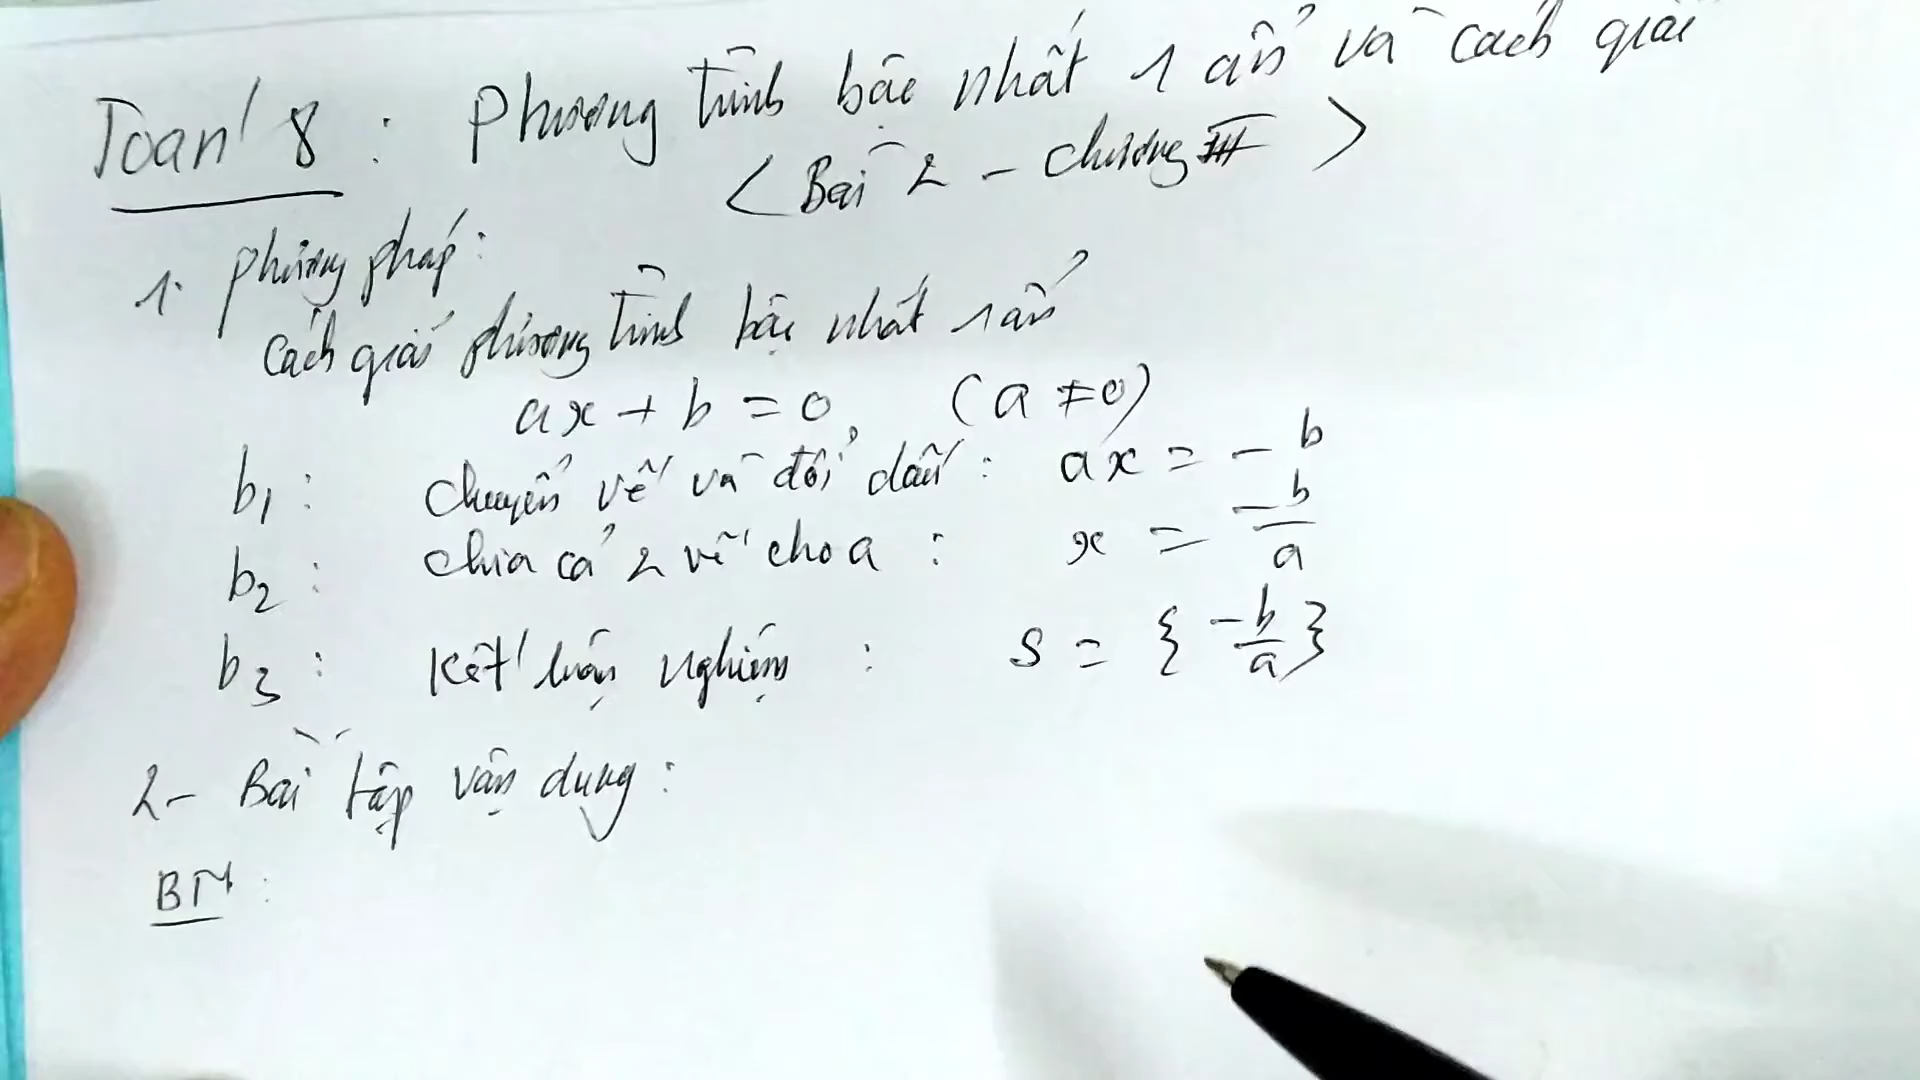 Toán 8 : Phương trình bậc nhất 1 ẩn và cách giải
< Bài 2 - chương III >
1. phương pháp :
cách giải phương trình bậc nhất 1 ẩn
ax + b = 0 (a ≠ 0)
b1 : chuyển vế và đổi dấu : ax = - b
b2 : chia cả 2 vế cho a : x = -b/a
b3 : Kết luận nghiệm : S = { -b/a }
2 - Bài tập vận dụng :
BT1 :